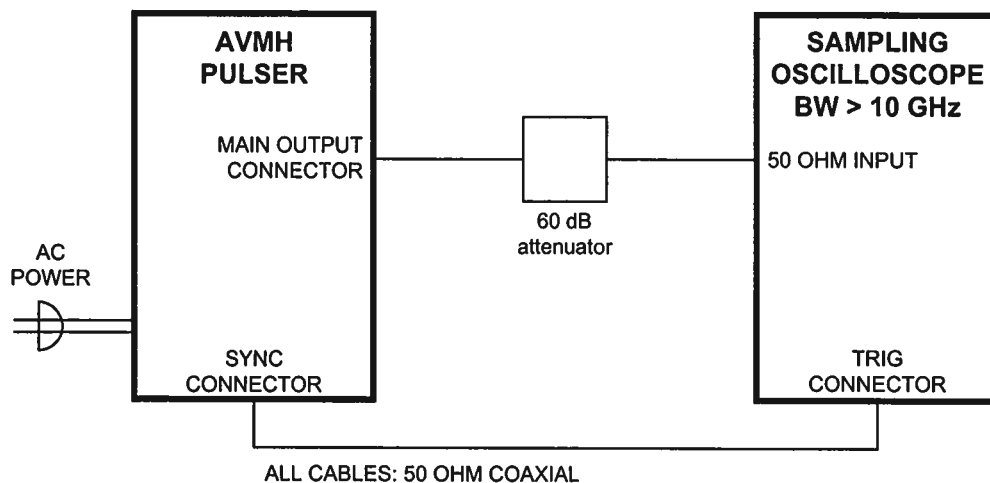 AVMH
PULSER
MAIN OUTPUT
CONNECTOR
SAMPLING
OSCILLOSCOPE
BW > 10 GHz
50 OHM INPUT
60 dB
attenuator
AC
POWER
SYNC
CONNECTOR
TRIG
CONNECTOR
ALL CABLES: 50 OHM COAXIAL